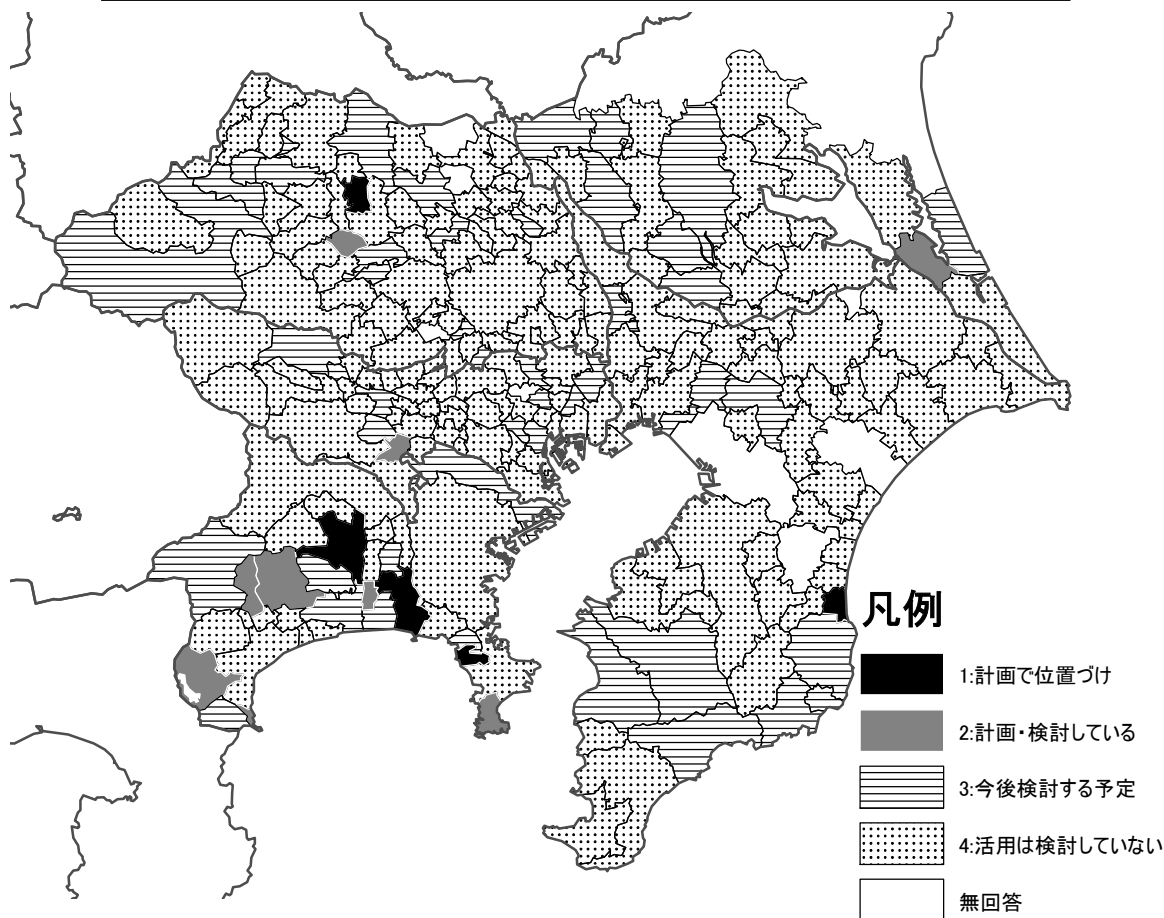 凡例
1:計画で位置づけ
2:計画・検討している
3:今後検討する予定
4:活用は検討していない
無回答